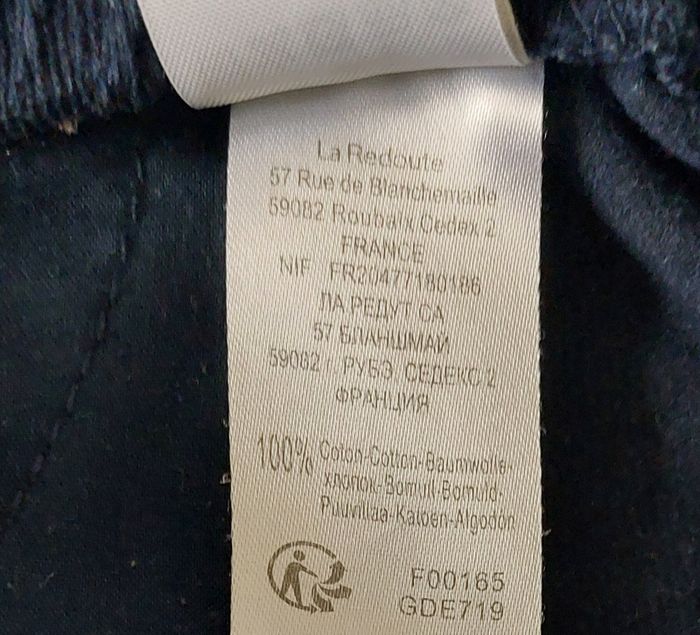 La Redoute
57 Rue de Blanchemaille
59082 Roubaix Cedex 2
FRANCE
NIF FR20477180186
ЛА РЕДУТ СА
57 БЛАНШМАЙ
59082 г. РУБЭ СЕДЕКС 2
ФРАНЦИЯ
100% Coton-Cotton-Baumwolle-
хлопок-Bomull-Bomuld-
Puuvillaa-Katoen-Algodón
F00165
GDE719